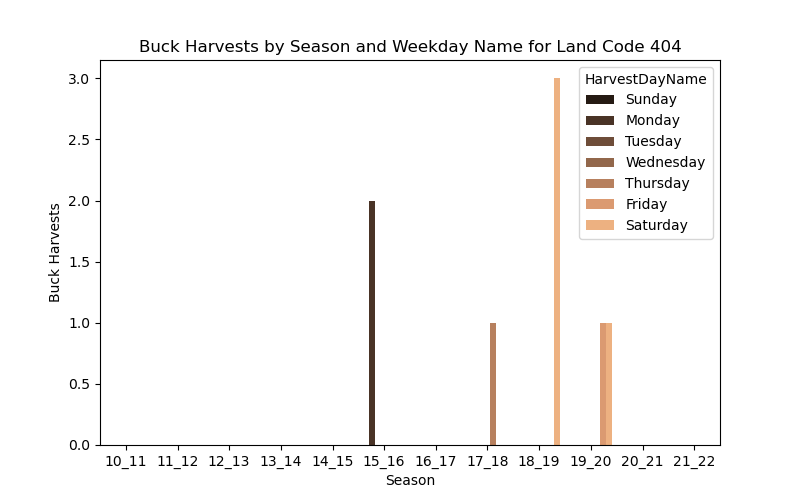 Buck Harvests by Season and Weekday Name for Land Code 404
3.0
2.5
2.0
1.5
1.0
0.5
0.0
Buck Harvests
HarvestDayName
Sunday
Monday
Tuesday
Wednesday
Thursday
Friday
Saturday
10_11 11_12 12_13 13_14 14_15 15_16 16_17 17_18 18_19 19_20 20_21 21_22
Season